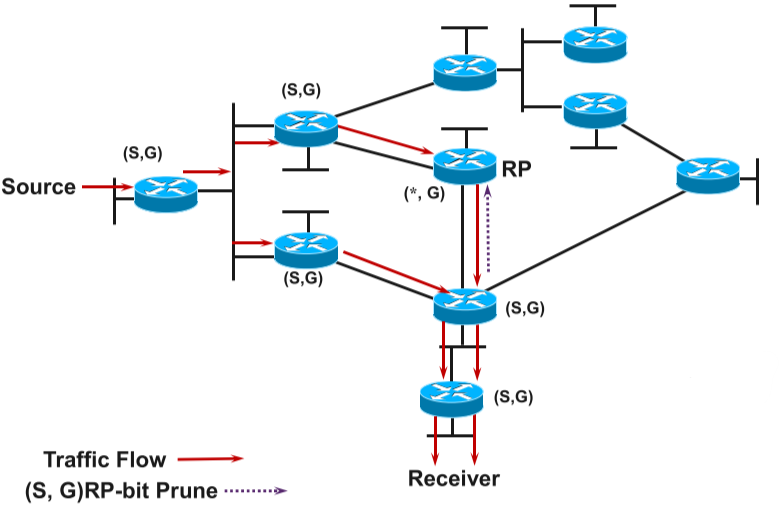 (S,G)
(S,G)
Source
RP
(*, G)
(S,G)
(S,G)
(S,G)
Traffic Flow
Receiver
(S, G)RP-bit Prune